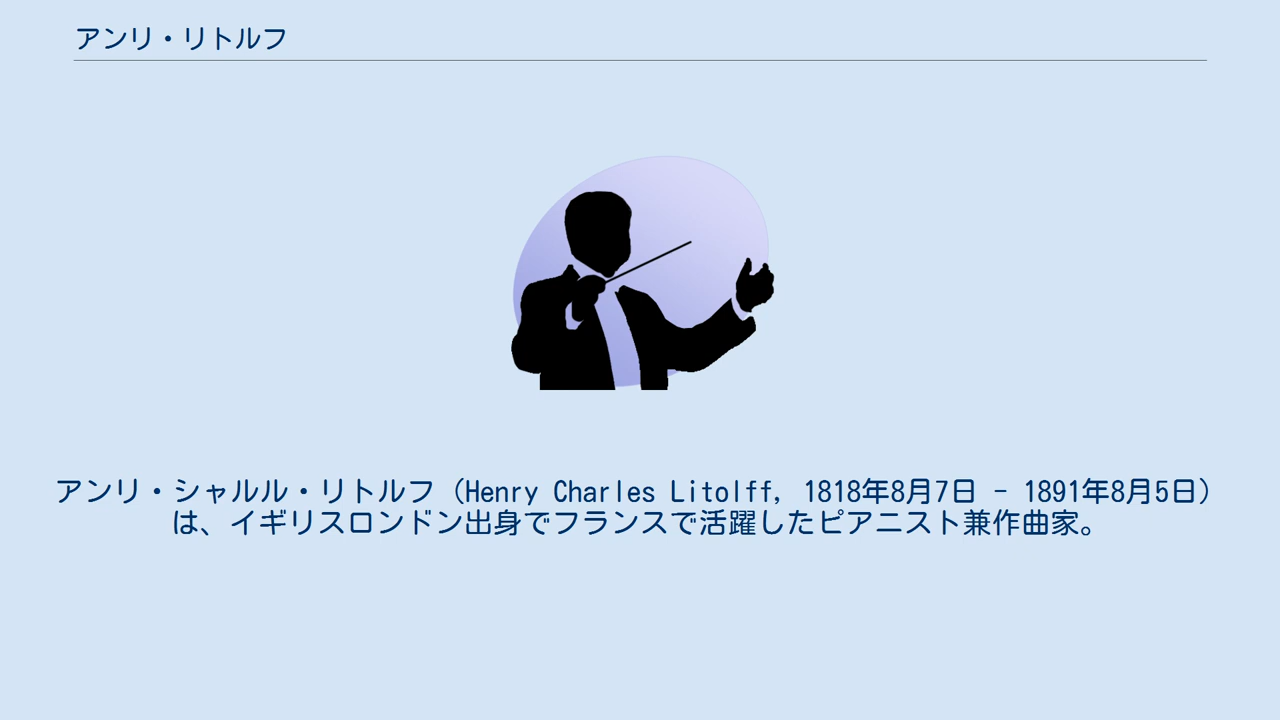 アンリ・リトルフ
アンリ・シャルル・リトルフ（Henry Charles Litolff, 1818年8月7日 - 1891年8月5日）
は、イギリスロンドン出身でフランスで活躍したピアニスト兼作曲家。